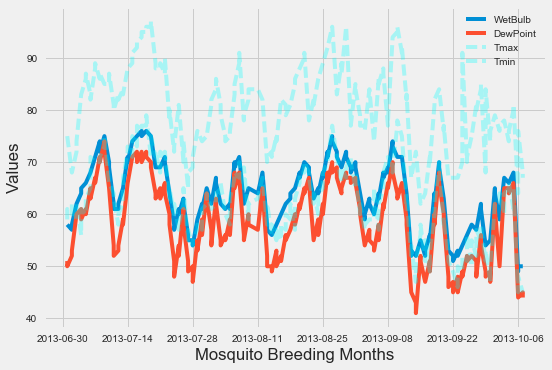 WetBulb
DewPoint
Tmax
Tmin
90
80
70
60
50
40
Values
2013-06-30 2013-07-14 2013-07-28 2013-08-11 2013-08-25 2013-09-08 2013-09-22 2013-10-06
Mosquito Breeding Months